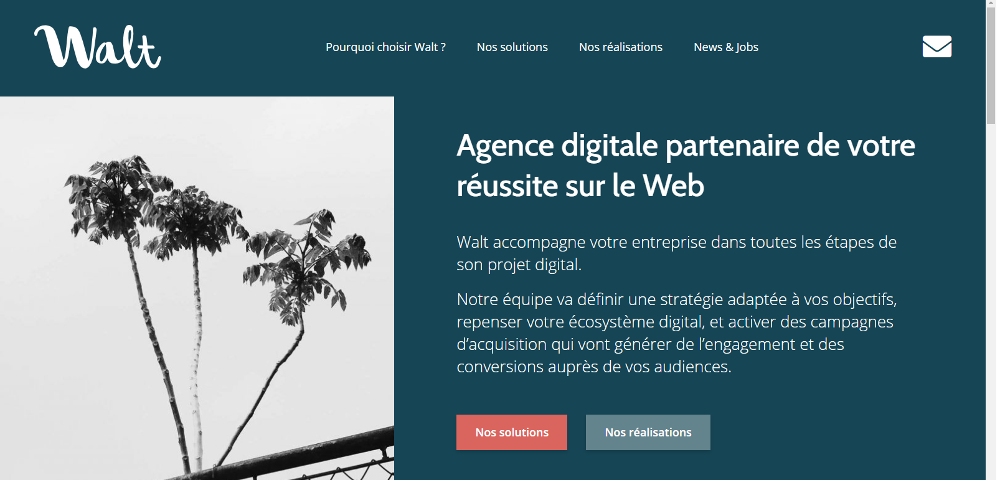 Walt
Pourquoi choisir Walt ?
Nos solutions
Nos réalisations
News & Jobs
Agence digitale partenaire de votre
réussite sur le Web
Walt accompagne votre entreprise dans toutes les étapes de
son projet digital.
Notre équipe va définir une stratégie adaptée à vos objectifs,
repenser votre écosystème digital, et activer des campagnes
d’acquisition qui vont générer de l’engagement et des
conversions auprès de vos audiences.
Nos solutions
Nos réalisations